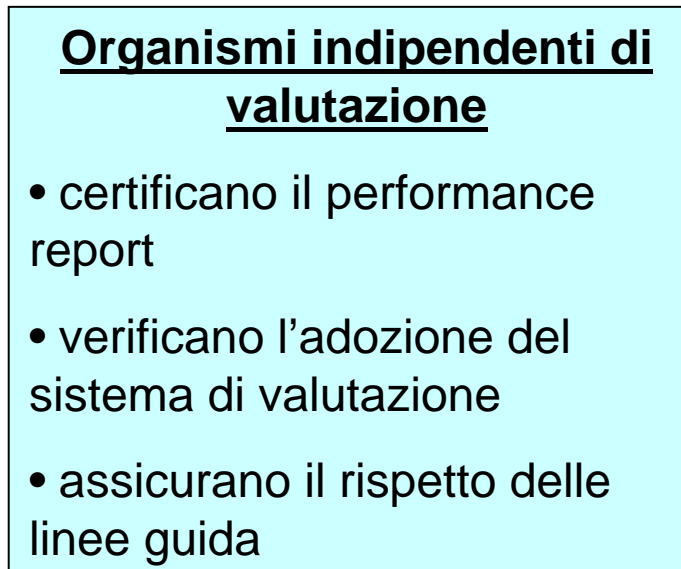 Organismi indipendenti di
valutazione
• certificano il performance
report
• verificano l’adozione del
sistema di valutazione
• assicurano il rispetto delle
linee guida